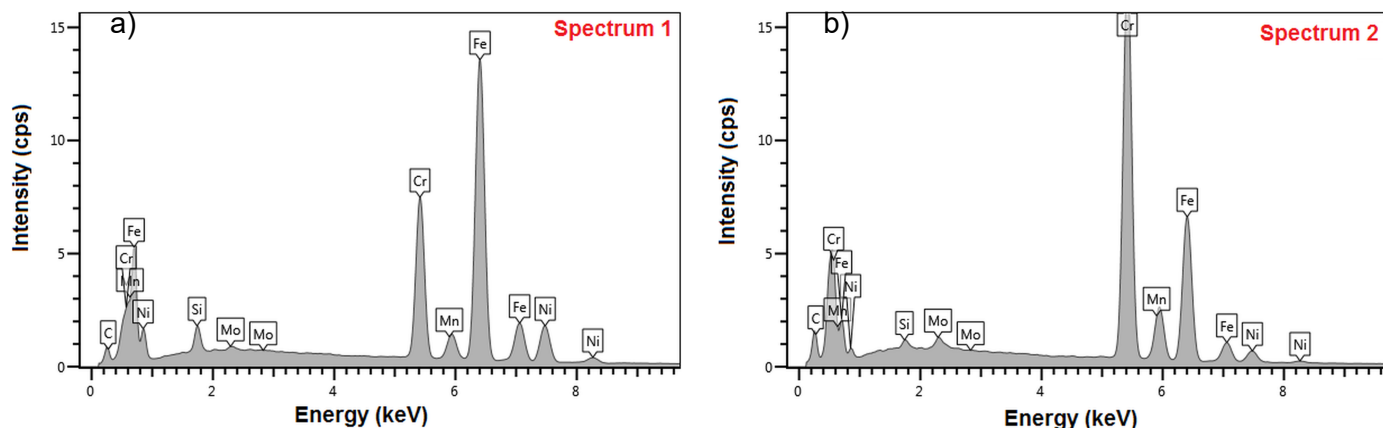 a)
Spectrum 1
Intensity (cps)
15
10
5
0
Fe
Cr
Fe
Cr
Mn
Ni
C
Si
Mo
Mo
Mn
Fe
Ni
Ni
0 2 4 6 8
Energy (keV)
b)
Spectrum 2
Intensity (cps)
15
10
5
0
Cr
Cr
Fe
Ni
Mn
C
Si
Mo
Mo
Mn
Fe
Fe
Ni
Ni
0 2 4 6 8
Energy (keV)